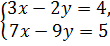 3x − 2y = 4,
7x − 9y = 5